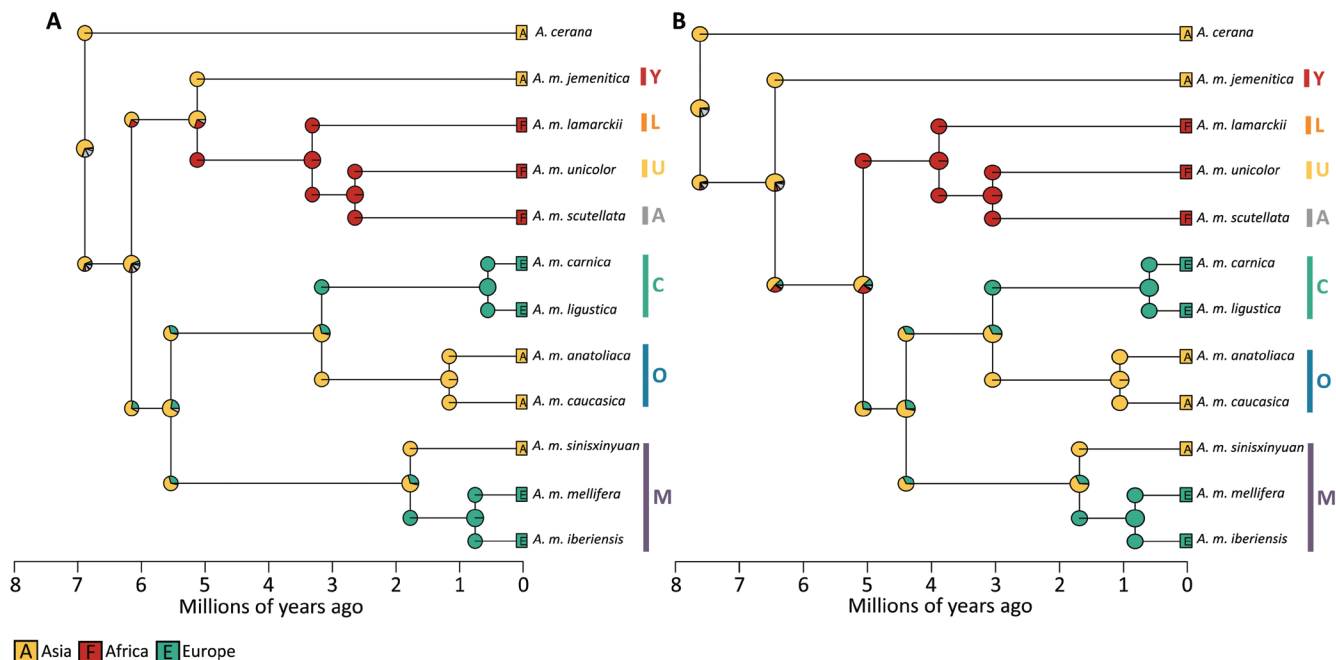 A
A A. cerana
A A. m. jemenitica Y
F A. m. lamarckii L
F A. m. unicolor U
F A. m. scutellata A
E A. m. carnica
C
E A. m. ligustica
A A. m. anatoliaca
O
A A. m. caucasica
A A. m. sinisxinyuan
E A. m. mellifera M
E A. m. iberiensis
8 7 6 5 4 3 2 1 0
Millions of years ago
B
A A. cerana
A A. m. jemenitica Y
F A. m. lamarckii L
F A. m. unicolor U
F A. m. scutellata A
E A. m. carnica
C
E A. m. ligustica
A A. m. anatoliaca
O
A A. m. caucasica
A A. m. sinisxinyuan
E A. m. mellifera M
E A. m. iberiensis
8 7 6 5 4 3 2 1 0
Millions of years ago
A Asia F Africa E Europe